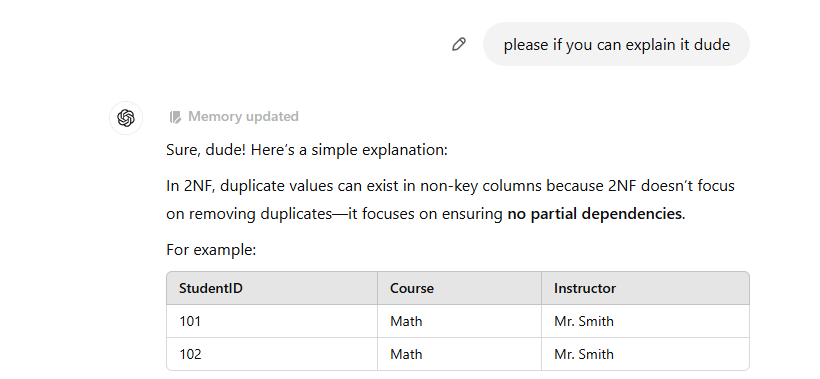 please if you can explain it dude
Memory updated
Sure, dude! Here’s a simple explanation:
In 2NF, duplicate values can exist in non-key columns because 2NF doesn’t focus
on removing duplicates—it focuses on ensuring no partial dependencies.
For example:
StudentID Course Instructor
101 Math Mr. Smith
102 Math Mr. Smith